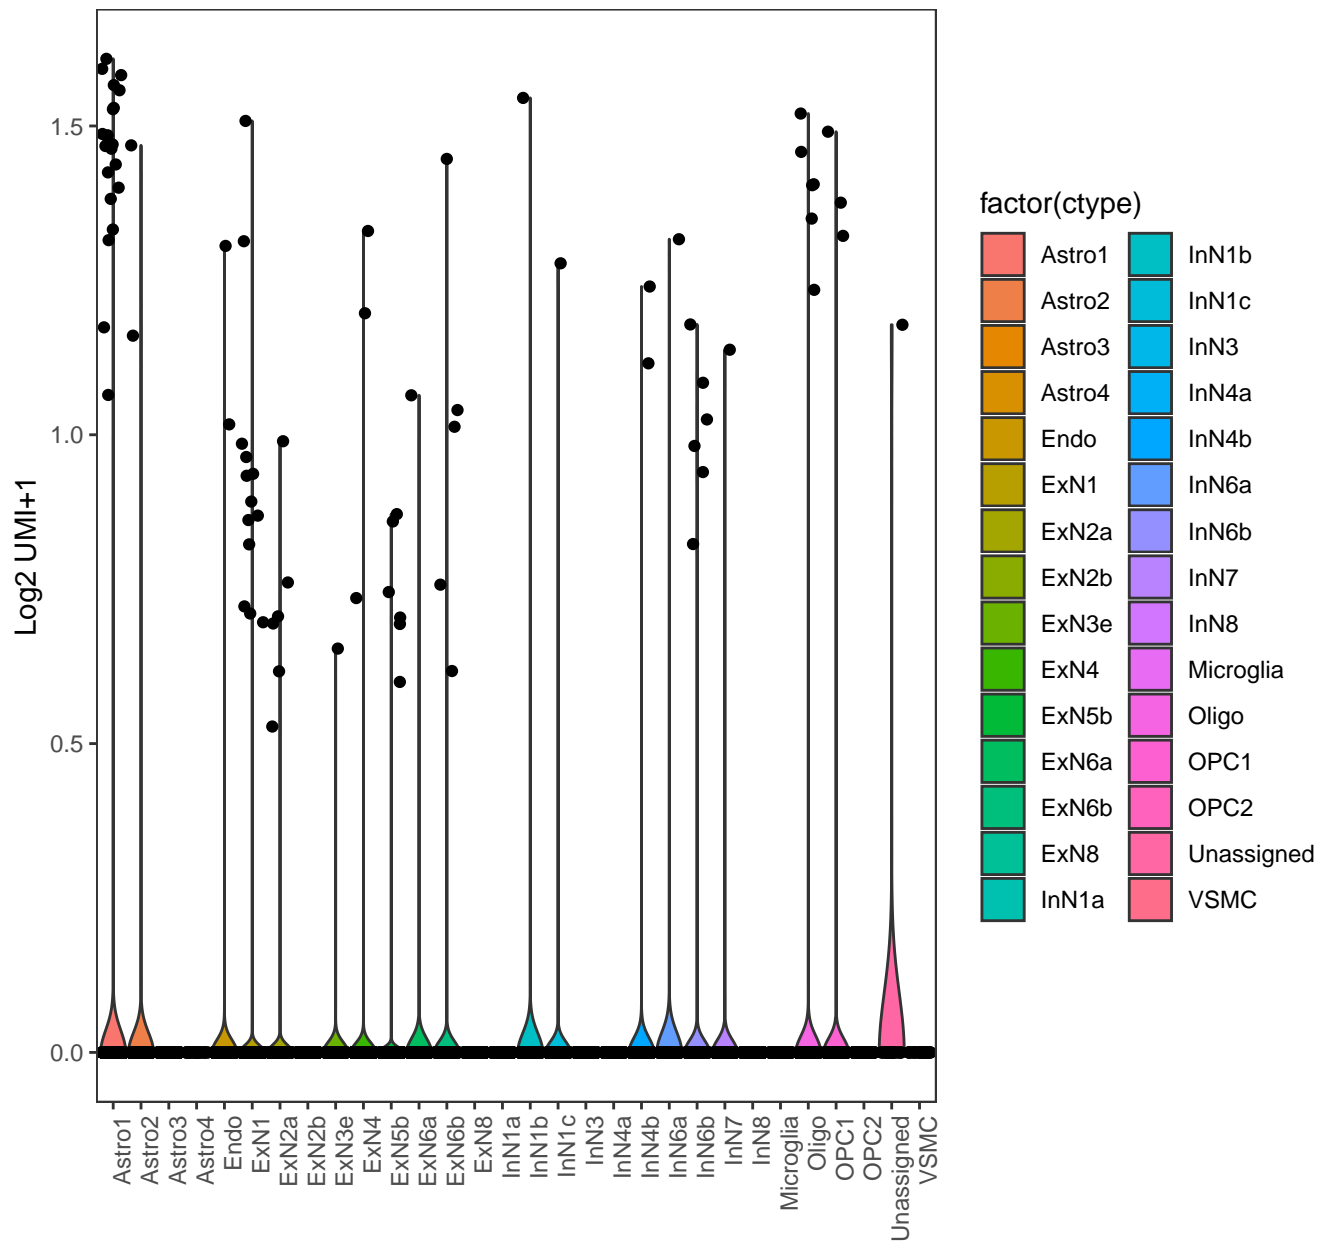 Log2 UMI+1
1.5
1.0
0.5
0.0
Astro1
Astro2
Astro3
Astro4
Endo
ExN1
ExN2a
ExN2b
ExN3e
ExN4
ExN5b
ExN6a
ExN6b
ExN8
InN1a
InN1b
InN1c
InN3
InN4a
InN4b
InN6a
InN6b
InN7
InN8
Microglia
Oligo
OPC1
OPC2
Unassigned
VSMC
factor(ctype)
Astro1
Astro2
Astro3
Astro4
Endo
ExN1
ExN2a
ExN2b
ExN3e
ExN4
ExN5b
ExN6a
ExN6b
ExN8
InN1a
InN1b
InN1c
InN3
InN4a
InN4b
InN6a
InN6b
InN7
InN8
Microglia
Oligo
OPC1
OPC2
Unassigned
VSMC